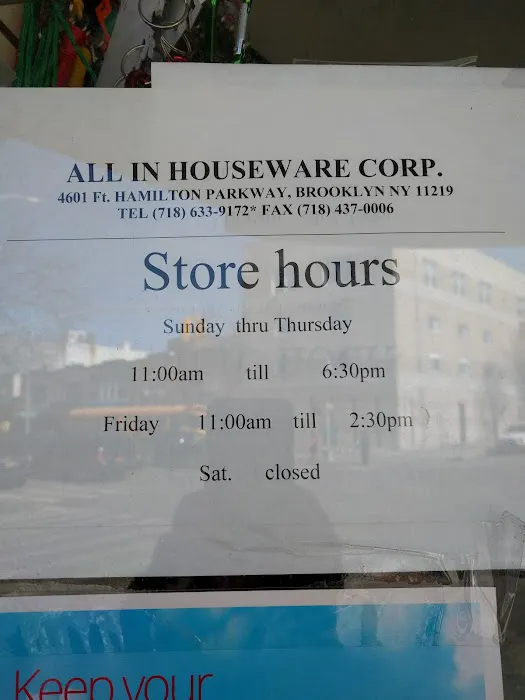 ALL IN HOUSEWARE CORP.
4601 Ft. HAMILTON PARKWAY, BROOKLYN NY 11219
TEL (718) 633-9172* FAX (718) 437-0006
Store hours
Sunday thru Thursday
11:00am till 6:30pm
Friday 11:00am till 2:30pm
Sat. closed
Keep your